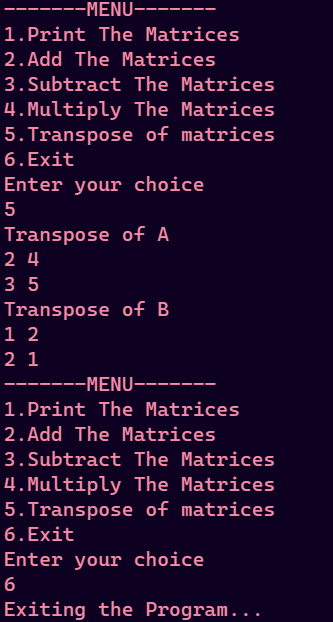 -------MENU-------
1.Print The Matrices
2.Add The Matrices
3.Subtract The Matrices
4.Multiply The Matrices
5.Transpose of matrices
6.Exit
Enter your choice
5
Transpose of A
2 4
3 5
Transpose of B
1 2
2 1
-------MENU-------
1.Print The Matrices
2.Add The Matrices
3.Subtract The Matrices
4.Multiply The Matrices
5.Transpose of matrices
6.Exit
Enter your choice
6
Exiting the Program...